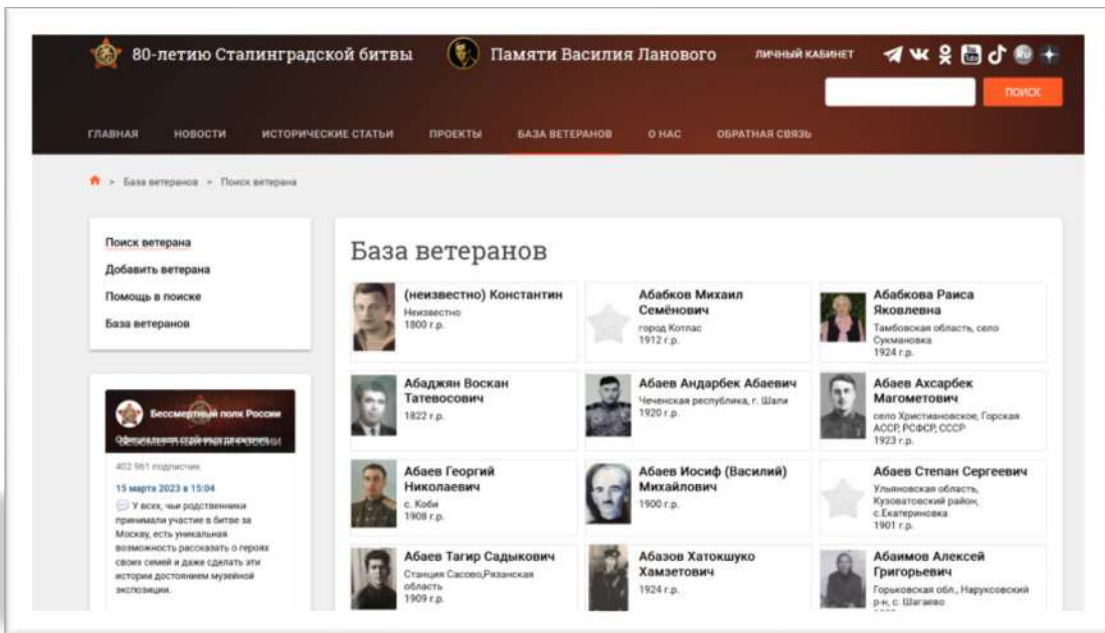 80-летию Сталинградской битвы
Памяти Василия Ланового
ЛИЧНЫЙ КАБИНЕТ
ПОИСК
ГЛАВНАЯ НОВОСТИ ИСТОРИЧЕСКИЕ СТАТЬИ ПРОЕКТЫ БАЗА ВЕТЕРАНОВ О НАС ОБРАТНАЯ СВЯЗЬ
» База ветеранов » Поиск ветерана
Поиск ветерана
Добавить ветерана
Помощь в поиске
База ветеранов
Бессмертный полк России
402 961 подписчик
15 марта 2023 в 15:04
У всех, чьи родственники
принимали участие в битве за
Москву, есть уникальная
возможность рассказать о героях
своих семей и даже сделать эти
истории достоянием музейной
экспозиции.
База ветеранов
(неизвестно) Константин
Неизвестно
1800 г.р.
Абабков Михаил
Семёнович
город Котлас
1912 г.р.
Абабкова Раиса
Яковлевна
Тамбовская область, село
Сукмановка
1924 г.р.
Абаджян Воскан
Татевосович
1822 г.р.
Абаев Андарбек Абаевич
Чеченская республика, г. Шали
1920 г.р.
Абаев Ахсарбек
Магометович
село Христиановское, Горская
АССР, РСФСР, СССР
1923 г.р.
Абаев Георгий
Николаевич
с. Коби
1908 г.р.
Абаев Иосиф (Василий)
Михайлович
1900 г.р.
Абаев Степан Сергеевич
Ульяновская область,
Кузоватовский район,
с.Екатериновка
1901 г.р.
Абаев Тагир Садыкович
Станция Сасово,Рязанская
область
1909 г.р.
Абазов Хатокшуко
Хамзетович
1924 г.р.
Абаимов Алексей
Григорьевич
Горьковская обл., Наруксовский
р-н, с. Шагаево